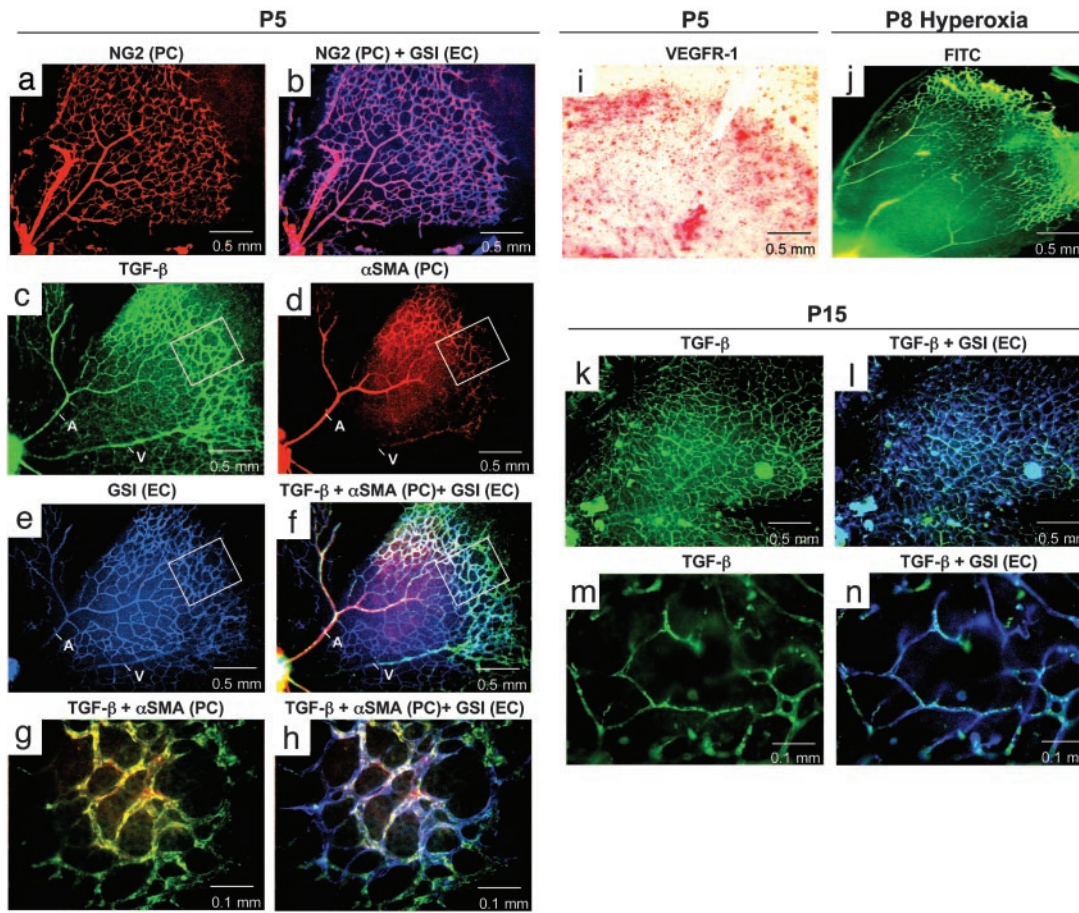 P5
NG2 (PC)
NG2 (PC) + GSI (EC)
a
0.5 mm
b
0.5 mm
TGF-β
αSMA (PC)
c
A
V
0.5 mm
d
A
V
0.5 mm
GSI (EC)
TGF-β + αSMA (PC)+ GSI (EC)
e
A
V
0.5 mm
f
A
V
0.5 mm
TGF-β + αSMA (PC)
TGF-β + αSMA (PC)+ GSI (EC)
g
0.1 mm
h
0.1 mm
P5
VEGFR-1
i
0.5 mm
P8 Hyperoxia
FITC
j
0.5 mm
P15
TGF-β
TGF-β + GSI (EC)
k
0.5 mm
l
0.5 mm
TGF-β
TGF-β + GSI (EC)
m
0.1 mm
n
0.1 mm